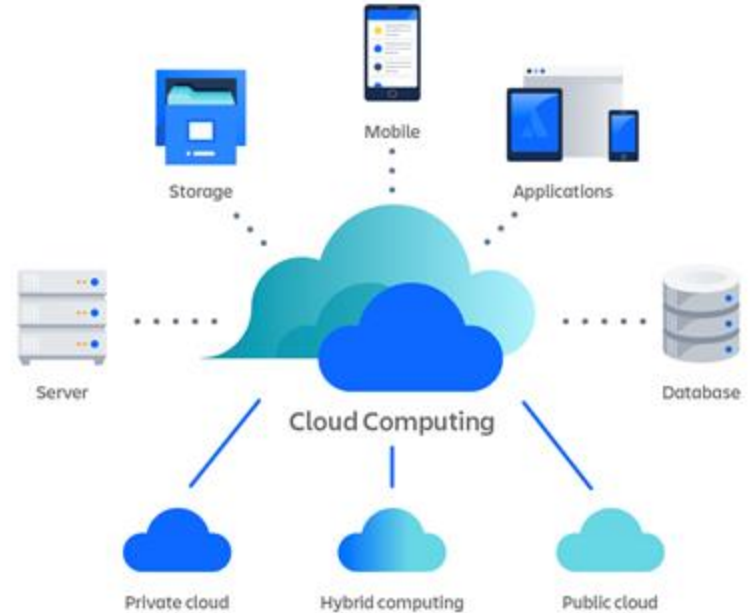 Mobile
Storage
Applications
Server
Database
Cloud Computing
Private cloud
Hybrid computing
Public cloud